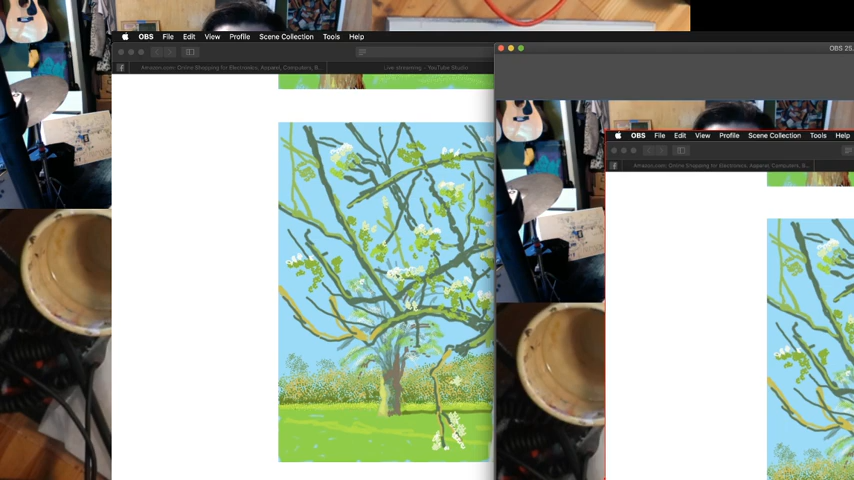 OBS File Edit View Profile Scene Collection Tools Help
Amazon.com: Online Shopping for Electronics, Apparel, Computers, B...
Live streaming - YouTube Studio
OBS 25.
OBS File Edit View Profile Scene Collection Tools Help
Amazon.com: Online Shopping for Electronics, Apparel, Computers, B...